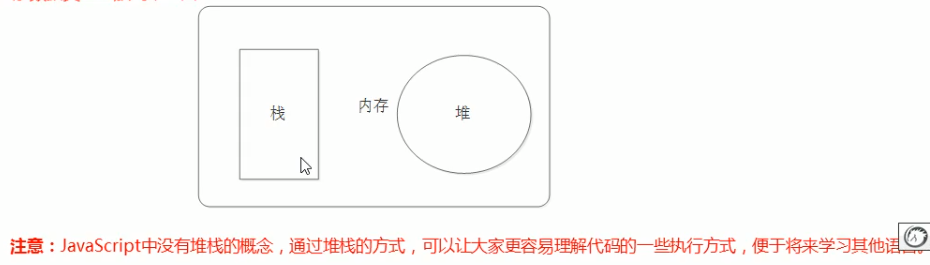 栈
内存
堆
注意：JavaScript中没有堆栈的概念，通过堆栈的方式，可以让大家更容易理解代码的一些执行方式，便于将来学习其他语